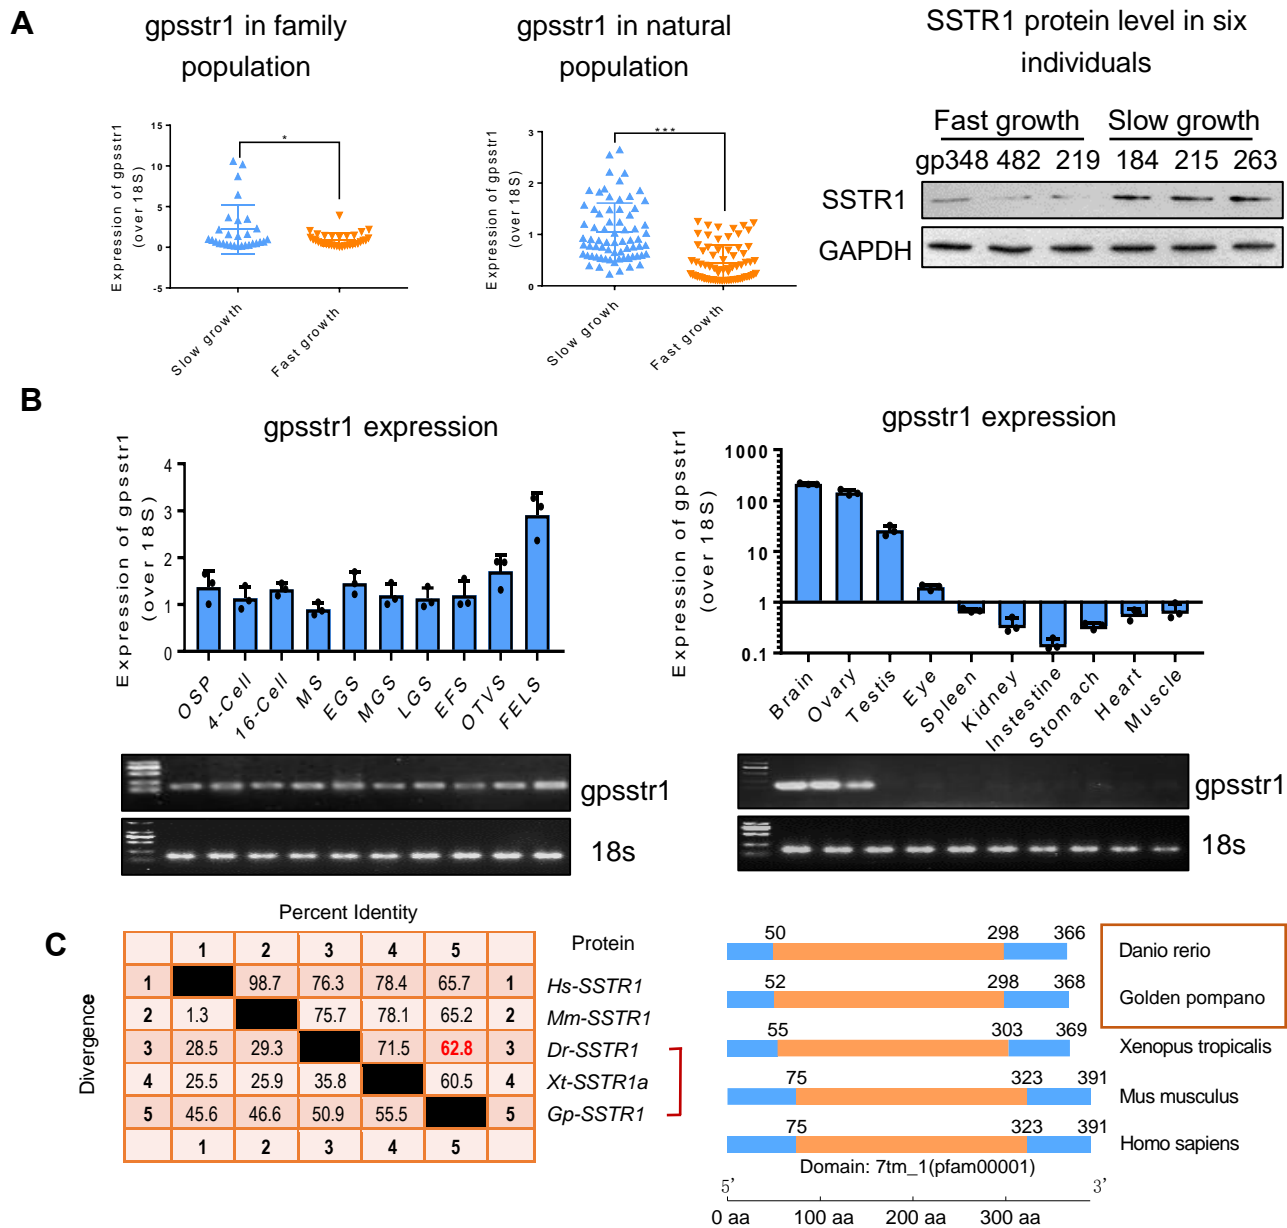 A
gpsstr1 in family
population
Expression of gpsstr1
(over 18S)
15
10
5
0
-5
*
Slow growth
Fast growth
gpsstr1 in natural
population
Expression of gpsstr1
(over 18S)
3
2
1
0
***
Slow growth
Fast growth
SSTR1 protein level in six
individuals
Fast growth Slow growth
gp348 482 219 184 215 263
SSTR1
GAPDH
B
gpsstr1 expression
Expression of gpsstr1
(over 18S)
4
3
2
1
0
OSP
4-Cell
16-Cell
MS
EGS
MGS
LGS
EFS
OTVS
FELS
gpsstr1
18s
gpsstr1 expression
Expression of gpsstr1
(over 18S)
1000
100
10
1
0.1
Brain
Ovary
Testis
Eye
Spleen
Kidney
Instestine
Stomach
Heart
Muscle
gpsstr1
18s
C
Percent Identity
Divergence
1 2 3 4 5 Protein
1 98.7 76.3 78.4 65.7 1 Hs-SSTR1
2 1.3 75.7 78.1 65.2 2 Mm-SSTR1
3 28.5 29.3 71.5 62.8 3 Dr-SSTR1
4 25.5 25.9 35.8 60.5 4 Xt-SSTR1a
5 45.6 46.6 50.9 55.5 5 Gp-SSTR1
1 2 3 4 5
50 298 366
Danio rerio
52 298 368
Golden pompano
55 303 369
Xenopus tropicalis
75 323 391
Mus musculus
75 323 391
Homo sapiens
Domain: 7tm_1(pfam00001)
5' 3'
0 aa 100 aa 200 aa 300 aa